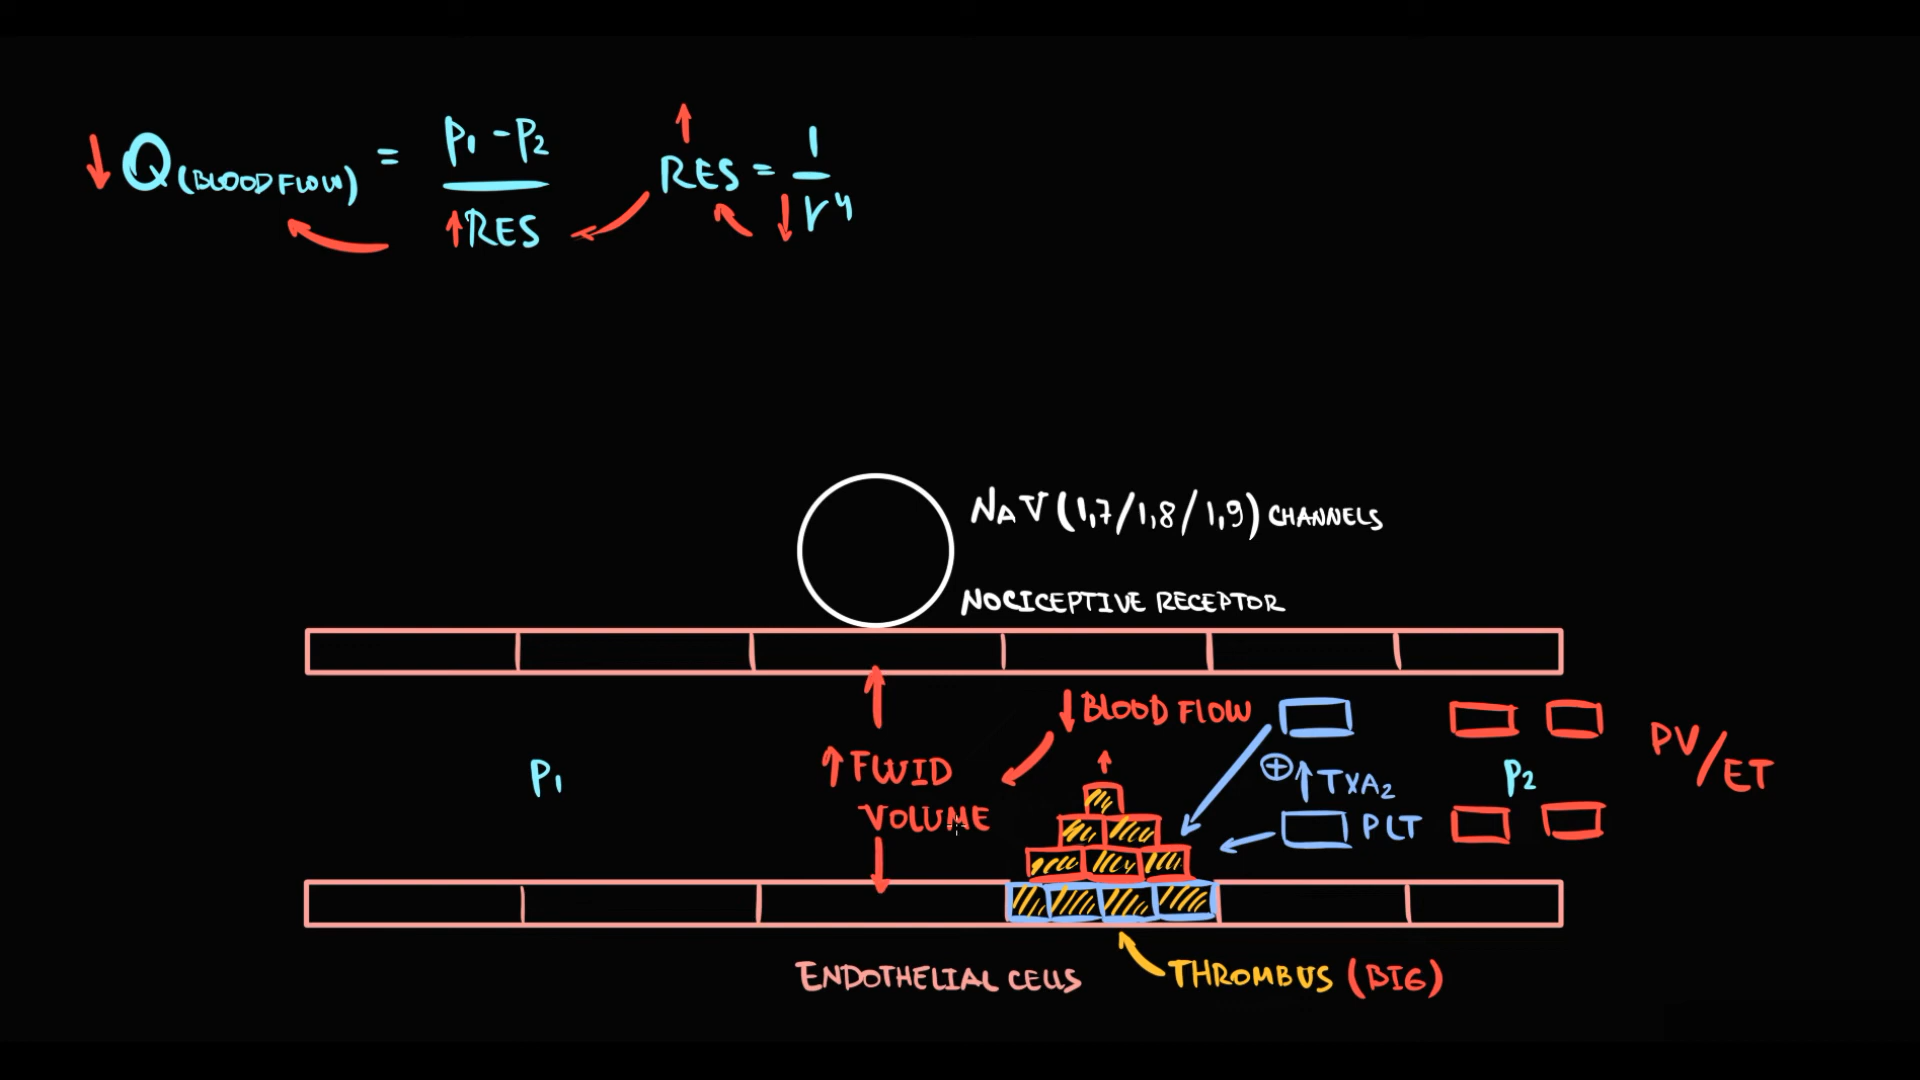 ↓ Q(BLOOD FLOW) = P1 - P2 / ↑RES
↑ RES = 1 / ↓ r4
NaV (1,7/1,8/1,9) CHANNELS
NOCICEPTIVE RECEPTOR
↓ BLOOD FLOW
↑ FLUID
VOLUME
P1
⊕ ↑ TXA2
PLT
P2
PV/ET
ENDOTHELIAL CELLS
THROMBUS (BIG)